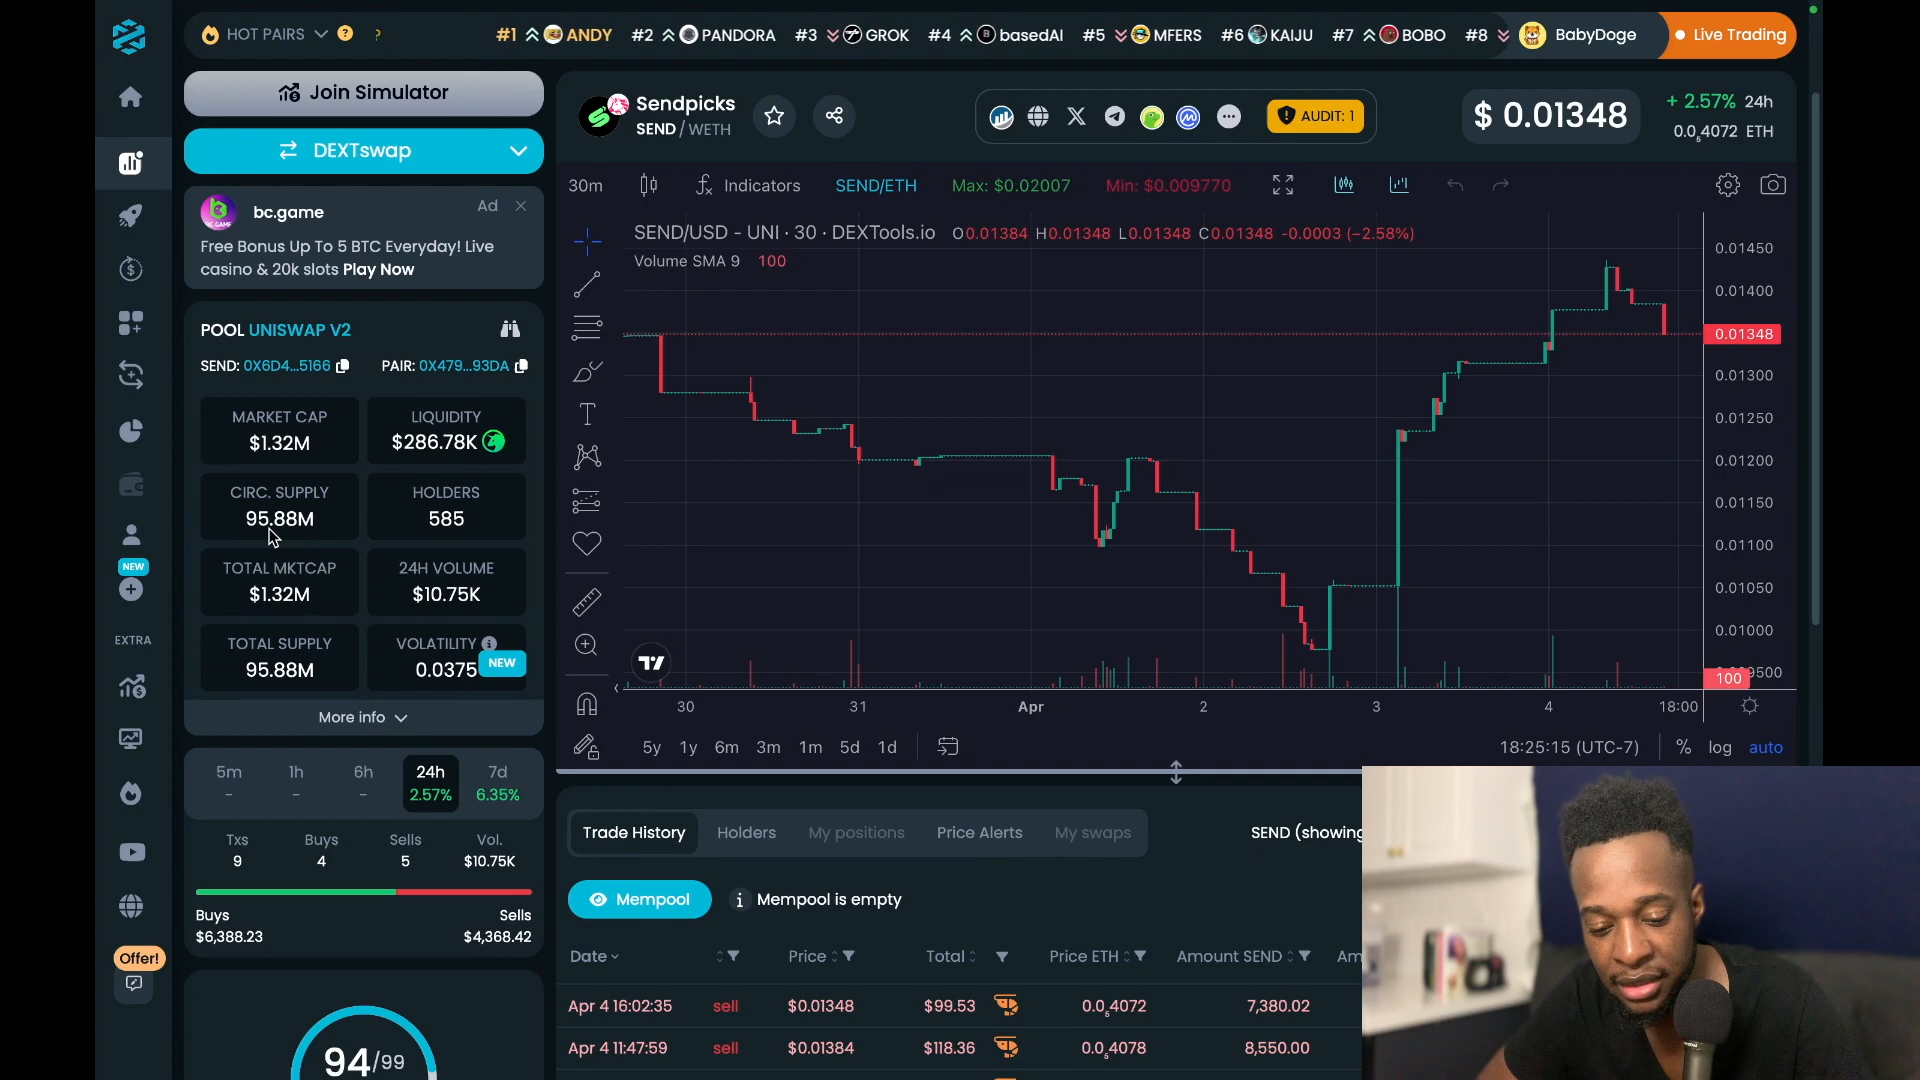 HOT PAIRS ? ?
#1 ANDY #2 PANDORA #3 GROK #4 basedAI #5 MFERS #6 KAIJU #7 BOBO #8 BabyDoge
Live Trading
Join Simulator
DEXTswap
bc.game
Ad
Free Bonus Up To 5 BTC Everyday! Live
casino & 20k slots Play Now
POOL UNISWAP V2
SEND: 0X6D4...5166 PAIR: 0X479...93DA
MARKET CAP
$1.32M
LIQUIDITY
$286.78K
CIRC. SUPPLY
95.88M
HOLDERS
585
TOTAL MKTCAP
$1.32M
24H VOLUME
$10.75K
TOTAL SUPPLY
95.88M
VOLATILITY
0.0375
NEW
More info
5m 1h 6h 24h 7d
- - - 2.57% 6.35%
Txs Buys Sells Vol.
9 4 5 $10.75K
Buys Sells
$6,388.23 $4,368.42
94/99
NEW
EXTRA
Offer!
Sendpicks
SEND / WETH
AUDIT: 1
$ 0.01348
+ 2.57% 24h
0.0₅4072 ETH
30m Indicators SEND/ETH Max: $0.02007 Min: $0.009770
SEND/USD - UNI · 30 · DEXTools.io O0.01384 H0.01348 L0.01348 C0.01348 -0.0003 (−2.58%)
Volume SMA 9 100
0.01450
0.01400
0.01348
0.01300
0.01250
0.01200
0.01150
0.01100
0.01050
0.01000
100
30 31 Apr 2 3 4 18:00
5y 1y 6m 3m 1m 5d 1d
18:25:15 (UTC-7) % log auto
Trade History Holders My positions Price Alerts My swaps
SEND (showing
Mempool
Mempool is empty
Date Price Total Price ETH Amount SEND Am
Apr 4 16:02:35 sell $0.01348 $99.53 0.0₅4072 7,380.02
Apr 4 11:47:59 sell $0.01384 $118.36 0.0₅4078 8,550.00